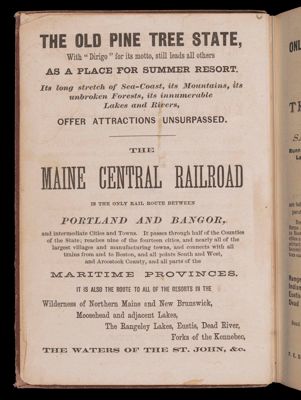 THE OLD PINE TREE STATE,
With "Dirigo" for its motto, still leads all others
AS A PLACE FOR SUMMER RESORT.
Its long stretch of Sea-Coast, its Mountains, its
unbroken Forests, its innumerable
Lakes and Rivers,
OFFER ATTRACTIONS UNSURPASSED.
THE
MAINE CENTRAL RAILROAD
IS THE ONLY RAIL ROUTE BETWEEN
PORTLAND AND BANGOR,
and intermediate Cities and Towns. It passes through half of the Counties
of the State; reaches nine of the fourteen cities, and nearly all of the
largest villages and manufacturing towns, and connects with all
trains from and to Boston, and all points South and West,
and Aroostook County, and all parts of the
MARITIME PROVINCES.
IT IS ALSO THE ROUTE TO ALL OF THE RESORTS IN THE
Wilderness of Northern Maine and New Brunswick,
Moosehead and adjacent Lakes,
The Rangeley Lakes, Eustis, Dead River,
Forks of the Kennebec,
THE WATERS OF THE ST. JOHN, &c.